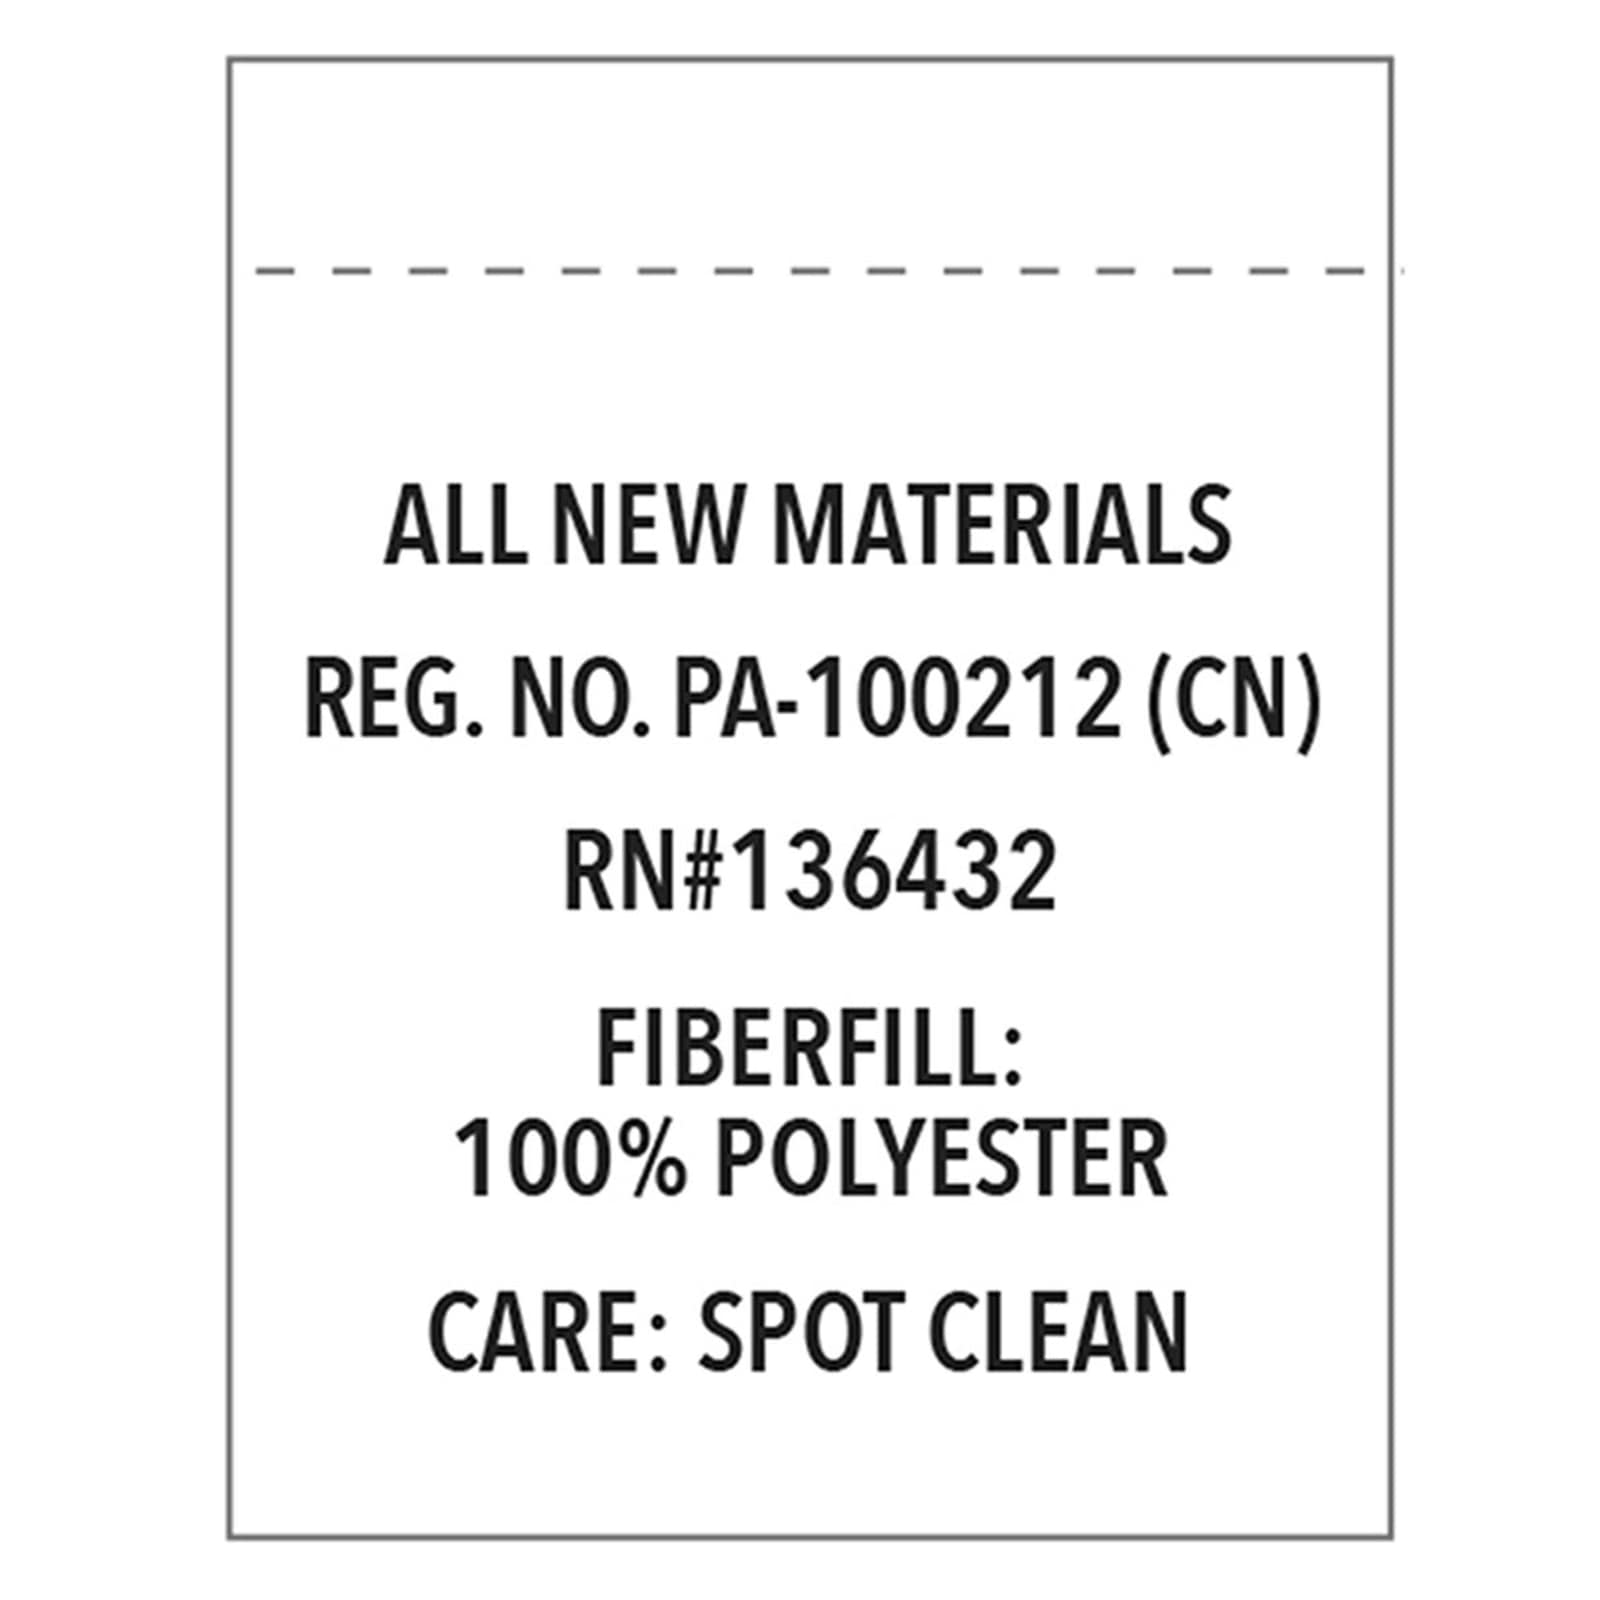 ALL NEW MATERIALS
REG. NO. PA-100212 (CN)
RN#136432
FIBERFILL:
100% POLYESTER
CARE: SPOT CLEAN